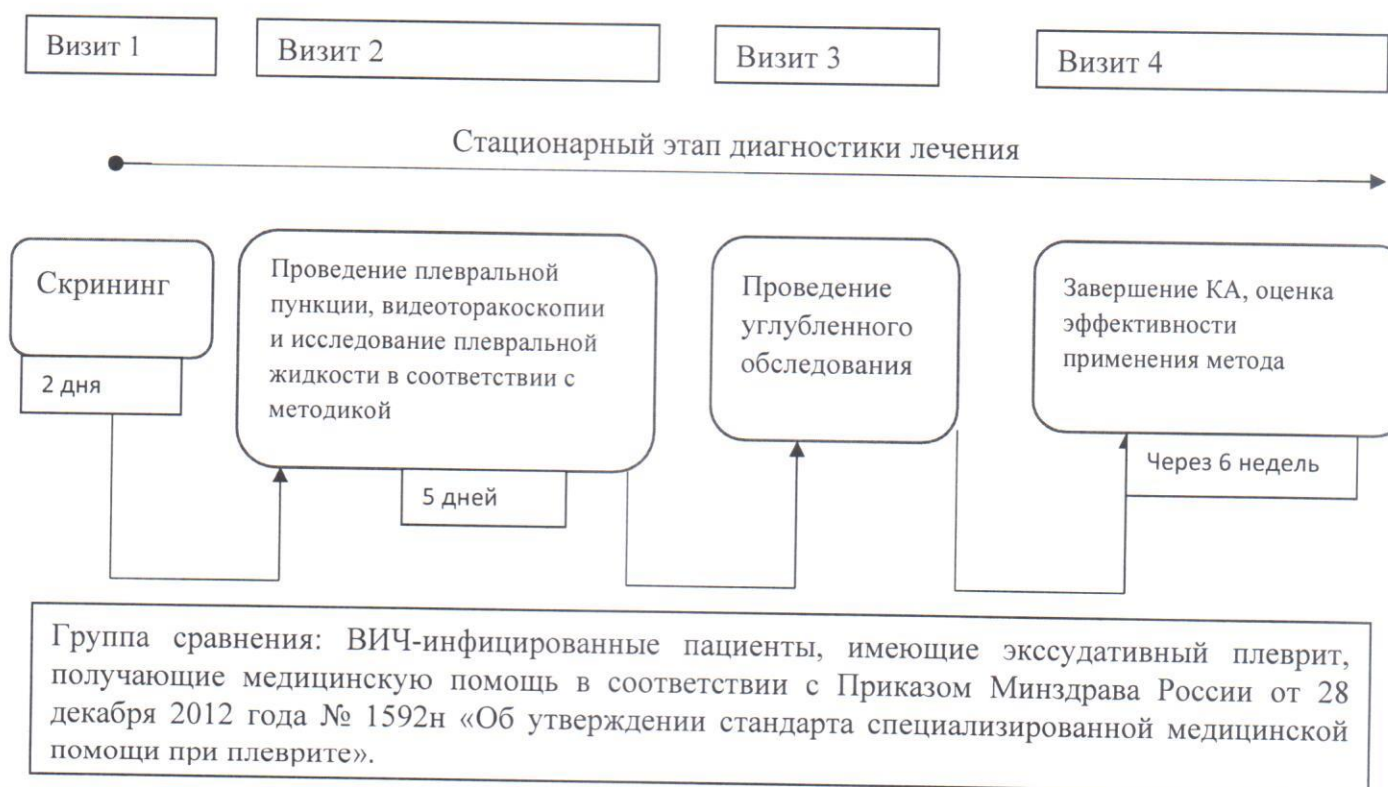 Визит 1
Визит 2
Визит 3
Визит 4
Стационарный этап диагностики лечения
Скрининг
2 дня
Проведение плевральной
пункции, видеоторакоскопии
и исследование плевральной
жидкости в соответствии с
методикой
5 дней
Проведение
углубленного
обследования
Завершение КА, оценка
эффективности
применения метода
Через 6 недель
Группа сравнения: ВИЧ-инфицированные пациенты, имеющие экссудативный плеврит,
получающие медицинскую помощь в соответствии с Приказом Минздрава России от 28
декабря 2012 года № 1592н «Об утверждении стандарта специализированной медицинской
помощи при плеврите».